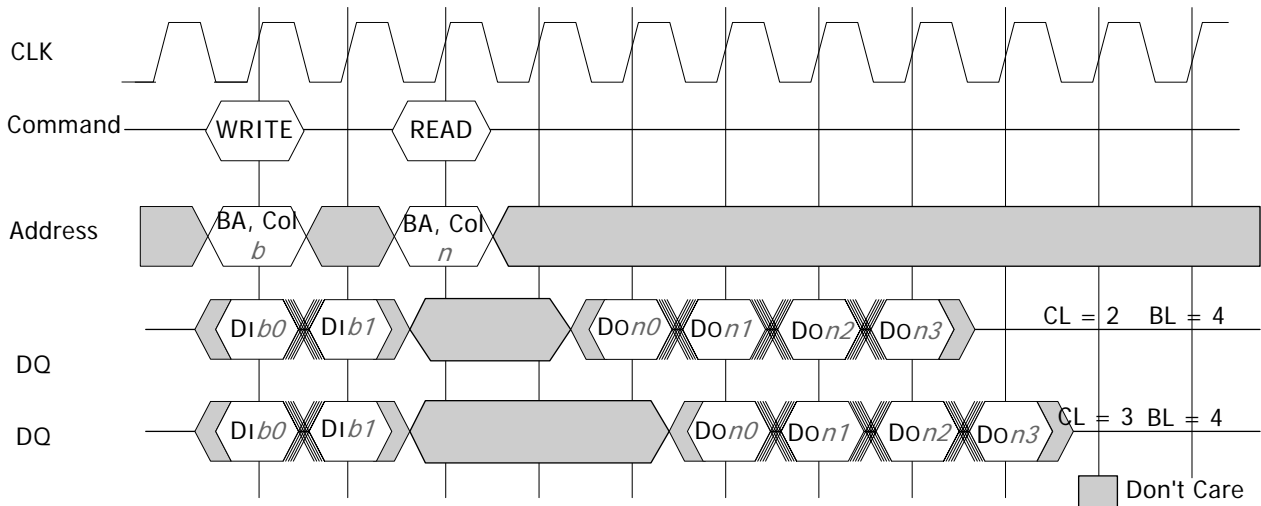 CLK
Command WRITE READ
Address BA, Col b BA, Col n
DQ DIb0 DIb1 DOn0 DOn1 DOn2 DOn3 CL = 2 BL = 4
DQ DIb0 DIb1 DOn0 DOn1 DOn2 DOn3 CL = 3 BL = 4
Don't Care